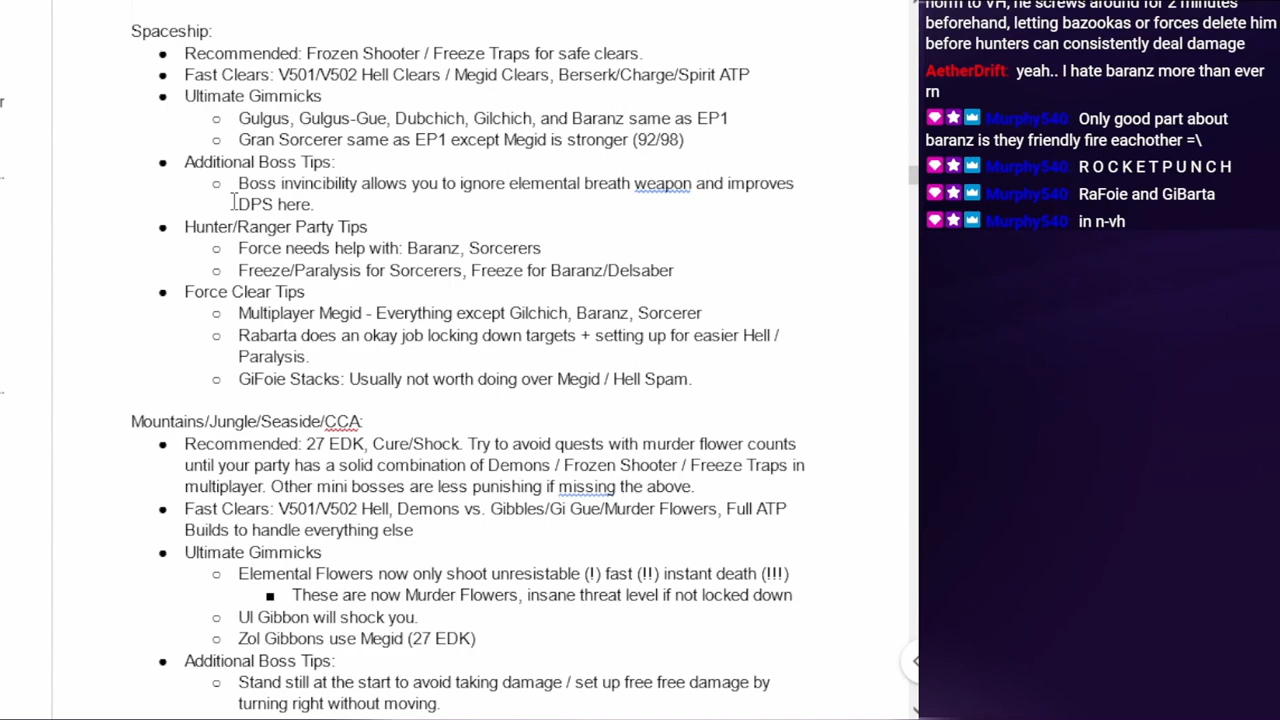 Spaceship:
● Recommended: Frozen Shooter / Freeze Traps for safe clears.
● Fast Clears: V501/V502 Hell Clears / Megid Clears, Berserk/Charge/Spirit ATP
● Ultimate Gimmicks
○ Gulgus, Gulgus-Gue, Dubchich, Gilchich, and Baranz same as EP1
○ Gran Sorcerer same as EP1 except Megid is stronger (92/98)
● Additional Boss Tips:
○ Boss invincibility allows you to ignore elemental breath weapon and improves
DPS here.
● Hunter/Ranger Party Tips
○ Force needs help with: Baranz, Sorcerers
○ Freeze/Paralysis for Sorcerers, Freeze for Baranz/Delsaber
● Force Clear Tips
○ Multiplayer Megid - Everything except Gilchich, Baranz, Sorcerer
○ Rabarta does an okay job locking down targets + setting up for easier Hell /
Paralysis.
○ GiFoie Stacks: Usually not worth doing over Megid / Hell Spam.
Mountains/Jungle/Seaside/CCA:
● Recommended: 27 EDK, Cure/Shock. Try to avoid quests with murder flower counts
until your party has a solid combination of Demons / Frozen Shooter / Freeze Traps in
multiplayer. Other mini bosses are less punishing if missing the above.
● Fast Clears: V501/V502 Hell, Demons vs. Gibbles/Gi Gue/Murder Flowers, Full ATP
Builds to handle everything else
● Ultimate Gimmicks
○ Elemental Flowers now only shoot unresistable (!) fast (!!) instant death (!!!)
■ These are now Murder Flowers, insane threat level if not locked down
○ Ul Gibbon will shock you.
○ Zol Gibbons use Megid (27 EDK)
● Additional Boss Tips:
○ Stand still at the start to avoid taking damage / set up free free damage by
turning right without moving.
norm to VH, he screws around for 2 minutes
beforehand, letting bazookas or forces delete him
before hunters can consistently deal damage
AetherDrift: yeah.. I hate baranz more than ever
rn
Murphy540: Only good part about
baranz is they friendly fire eachother =\
Murphy540: R O C K E T P U N C H
Murphy540: RaFoie and GiBarta
Murphy540: in n-vh